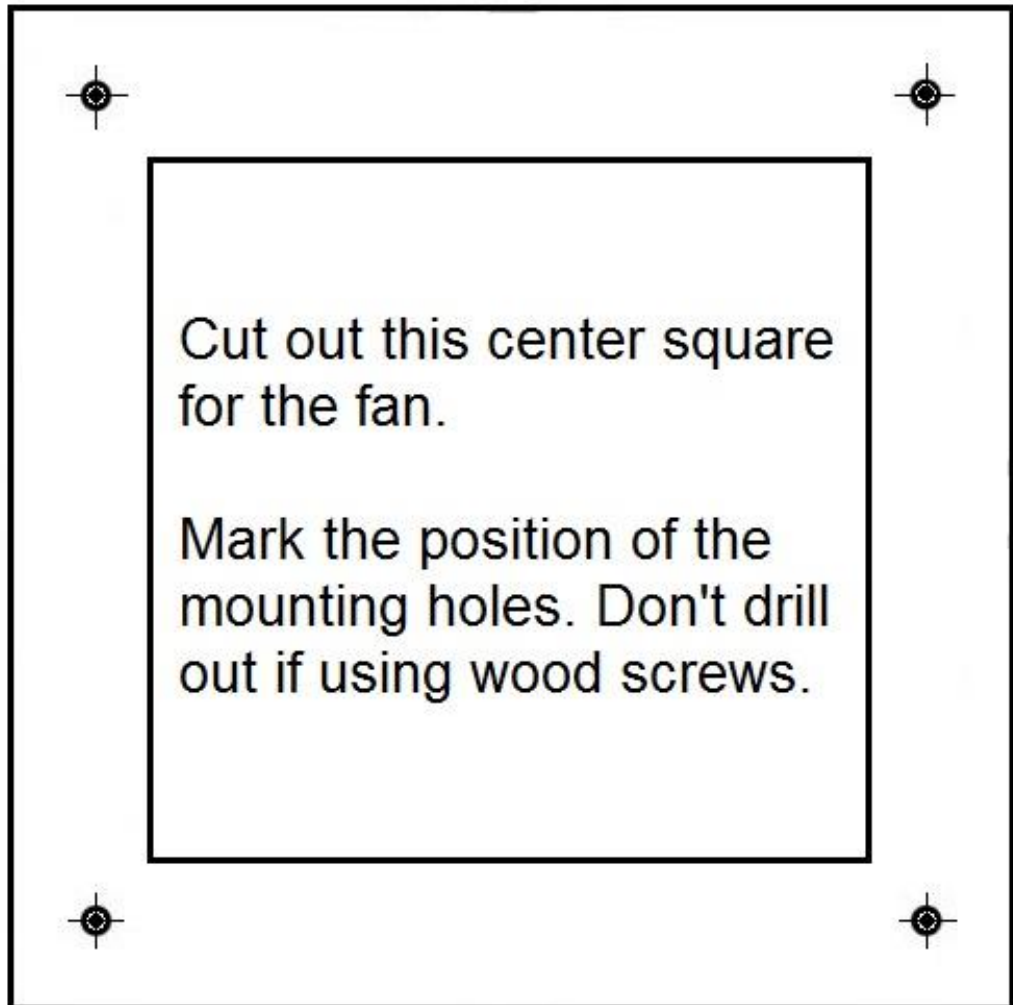 Cut out this center square
for the fan.
Mark the position of the
mounting holes. Don't drill
out if using wood screws.